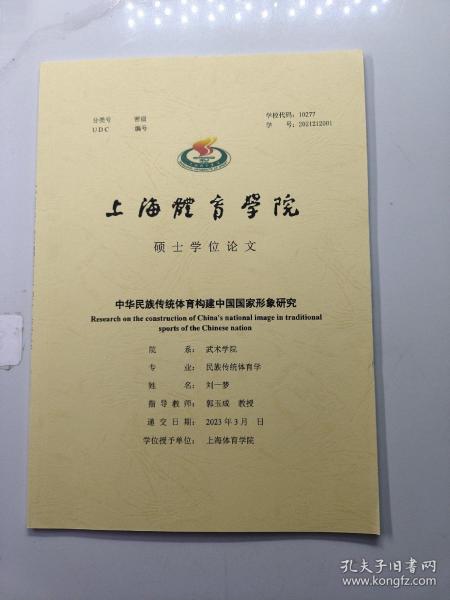 分类号 密级 学校代码：10277
UDC 编号 学 号：2021212001
上海體育學院
硕士学位论文
中华民族传统体育构建中国国家形象研究
Research on the construction of China's national image in traditional
sports of the Chinese nation
院 系： 武术学院
专 业： 民族传统体育学
姓 名： 刘一梦
指导教师： 郭玉成 教授
递交日期： 2023年3月 日
学位授予单位： 上海体育学院
孔夫子旧书网
www.kongfz.com